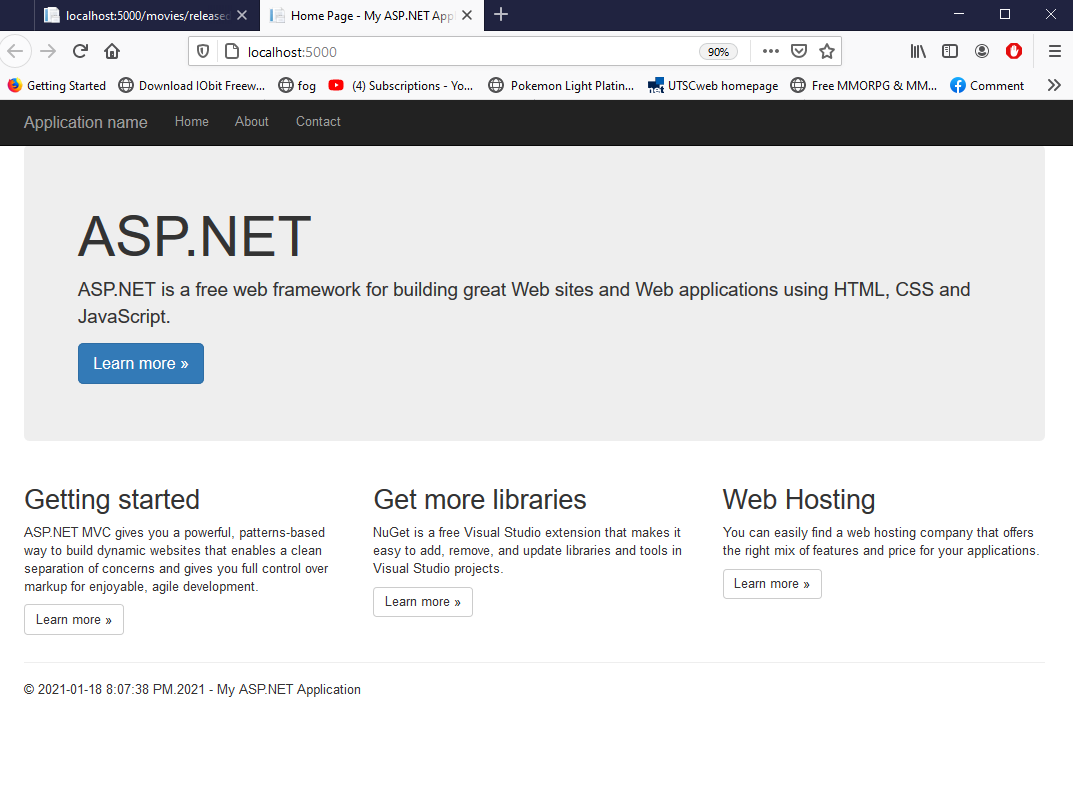 localhost:5000/movies/released
Home Page - My ASP.NET Appl
localhost:5000
90%
Getting Started
Download IObit Freew...
fog
(4) Subscriptions - Yo...
Pokemon Light Platin...
UTSCweb homepage
Free MMORPG & MM...
Comment
Application name
Home
About
Contact
ASP.NET
ASP.NET is a free web framework for building great Web sites and Web applications using HTML, CSS and
JavaScript.
Learn more »
Getting started
ASP.NET MVC gives you a powerful, patterns-based
way to build dynamic websites that enables a clean
separation of concerns and gives you full control over
markup for enjoyable, agile development.
Learn more »
Get more libraries
NuGet is a free Visual Studio extension that makes it
easy to add, remove, and update libraries and tools in
Visual Studio projects.
Learn more »
Web Hosting
You can easily find a web hosting company that offers
the right mix of features and price for your applications.
Learn more »
© 2021-01-18 8:07:38 PM.2021 - My ASP.NET Application